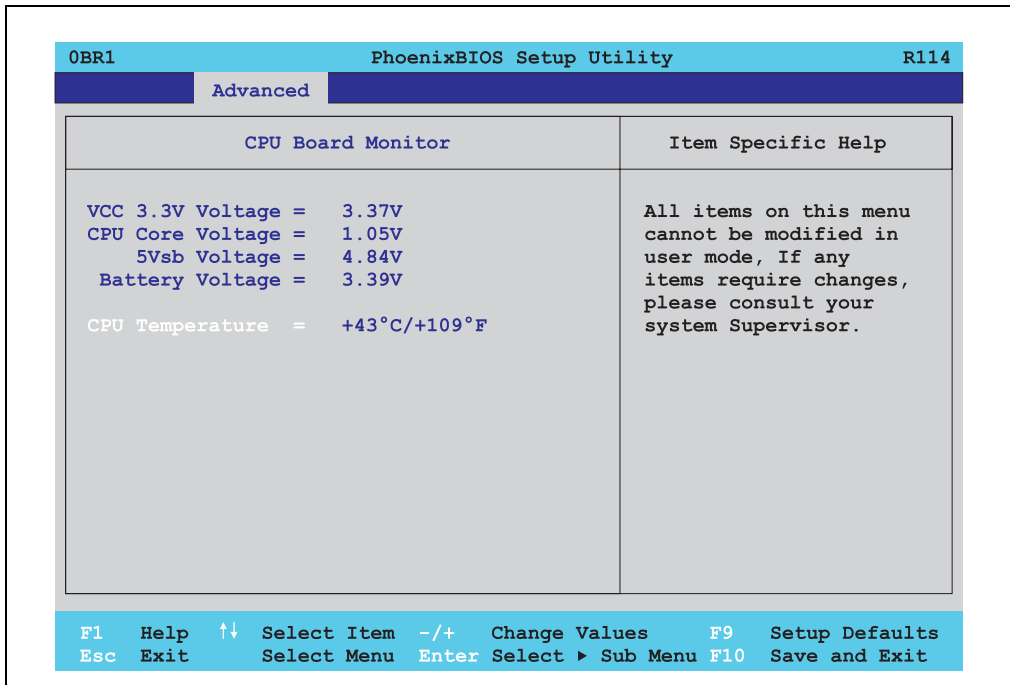 0BR1 PhoenixBIOS Setup Utility R114
Advanced
CPU Board Monitor
Item Specific Help
VCC 3.3V Voltage = 3.37V
CPU Core Voltage = 1.05V
5Vsb Voltage = 4.84V
Battery Voltage = 3.39V
CPU Temperature = +43°C/+109°F
All items on this menu
cannot be modified in
user mode, If any
items require changes,
please consult your
system Supervisor.
F1 Help ↑↓ Select Item -/+ Change Values F9 Setup Defaults
Esc Exit Select Menu Enter Select ▶ Sub Menu F10 Save and Exit